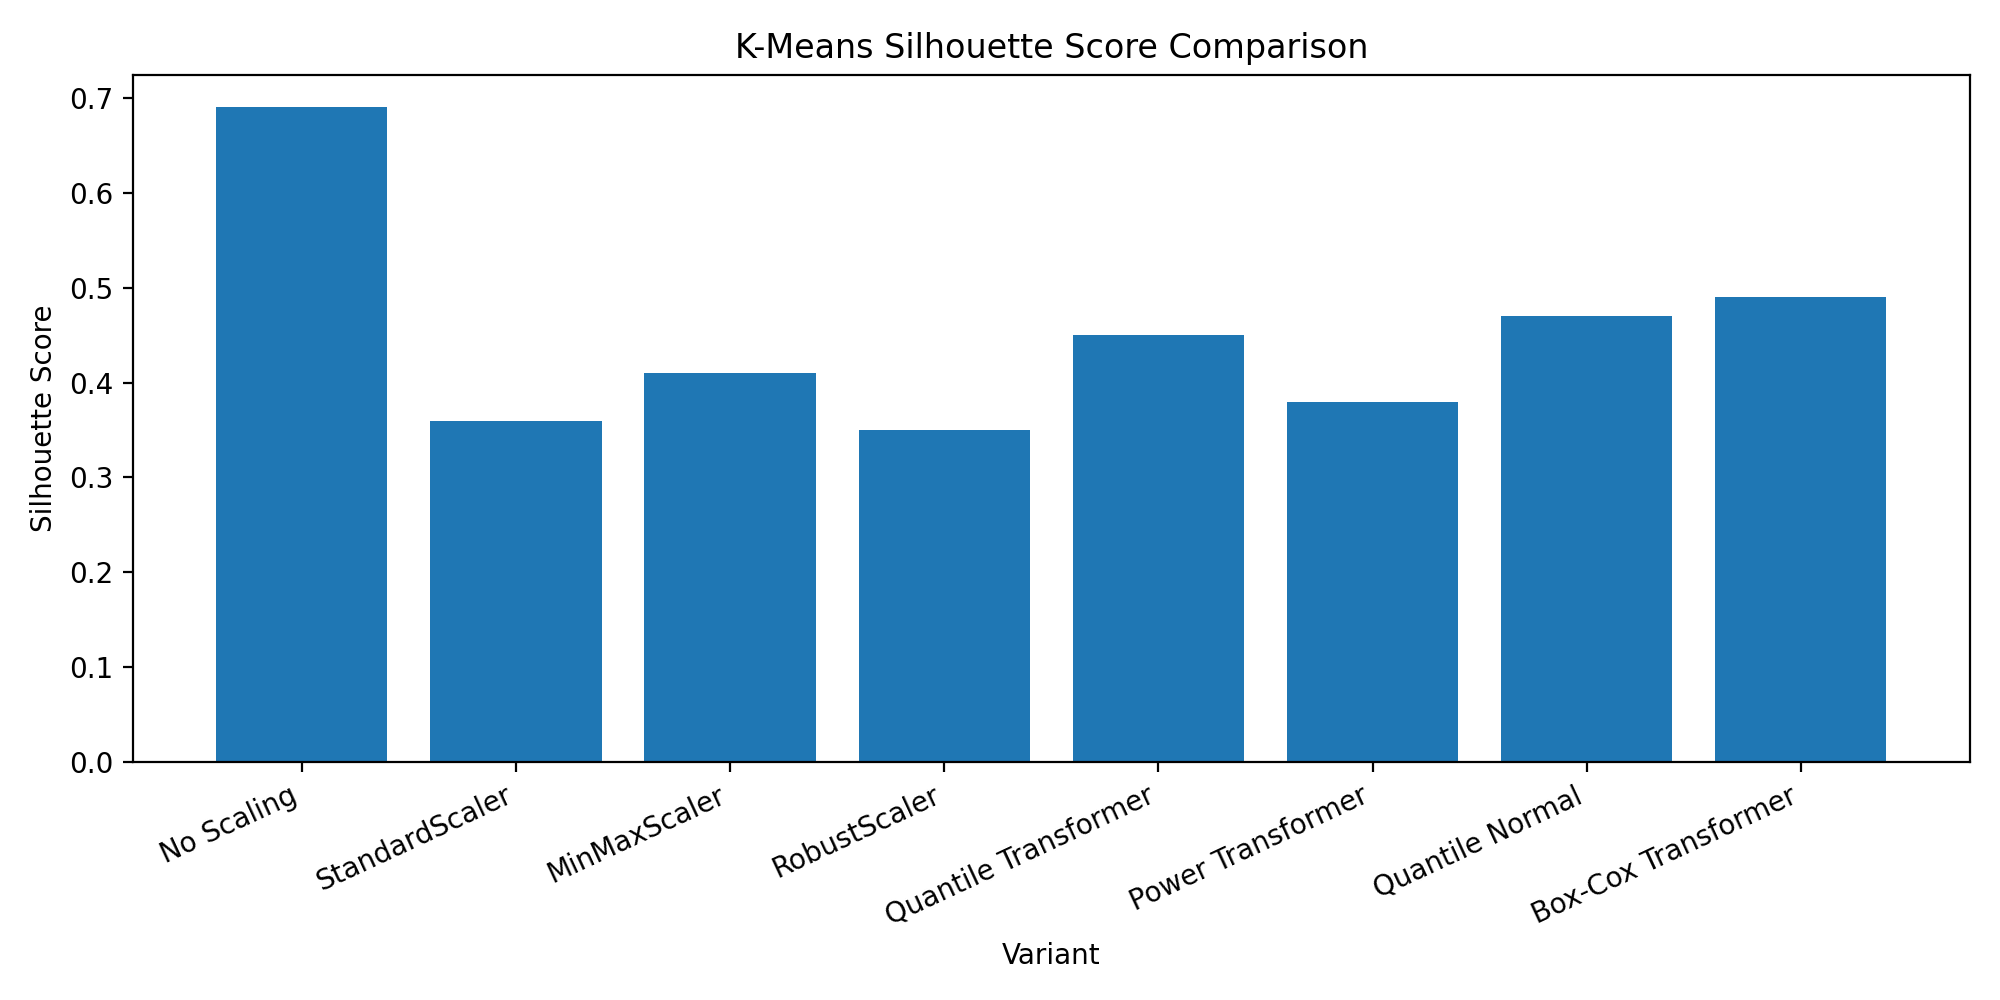 K-Means Silhouette Score Comparison
Silhouette Score
0.7
0.6
0.5
0.4
0.3
0.2
0.1
0.0
No Scaling
StandardScaler
MinMaxScaler
RobustScaler
Quantile Transformer
Power Transformer
Quantile Normal
Box-Cox Transformer
Variant